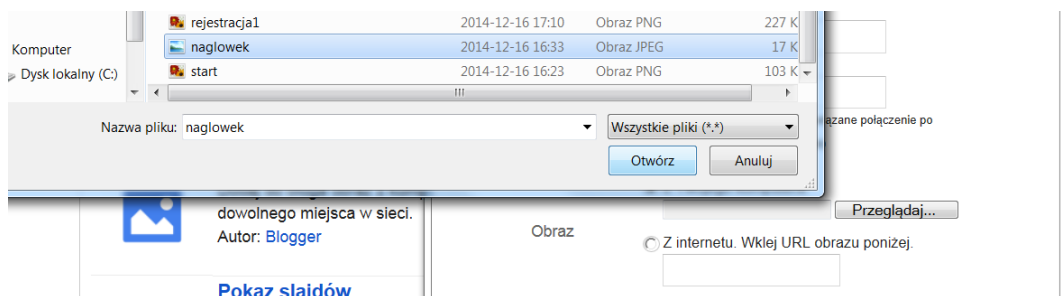 rejestracja1 2014-12-16 17:10 Obraz PNG 227 K
Komputer naglowek 2014-12-16 16:33 Obraz JPEG 17 K
Dysk lokalny (C:) start 2014-12-16 16:23 Obraz PNG 103 K
Nazwa pliku: naglowek Wszystkie pliki (*.*)
Otwórz Anuluj
połączenie po
dowolnego miejsca w sieci.
Autor: Blogger
Pokaz slajdów
Obraz
Przeglądaj...
Z internetu. Wklej URL obrazu poniżej.